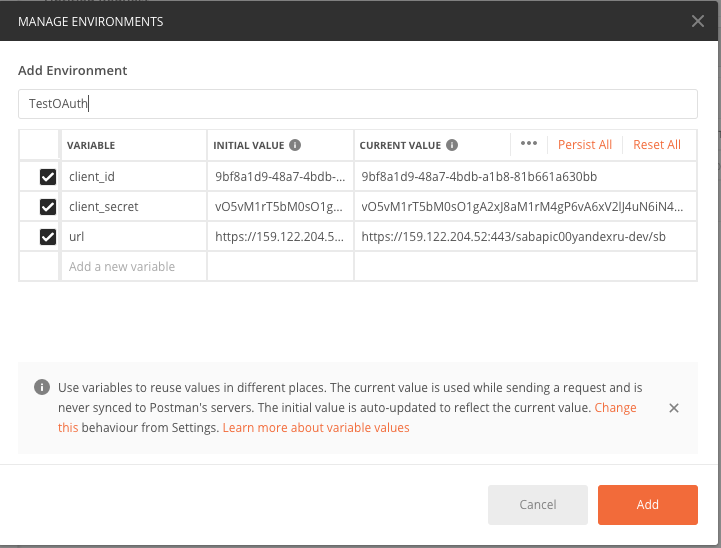 MANAGE ENVIRONMENTS
Add Environment
TestOAuth
VARIABLE INITIAL VALUE CURRENT VALUE ••• Persist All Reset All
client_id 9bf8a1d9-48a7-4bdb-... 9bf8a1d9-48a7-4bdb-a1b8-81b661a630bb
client_secret vO5vM1rT5bM0sO1g... vO5vM1rT5bM0sO1gA2xJ8aM1rM4gP6vA6xV2lJ4uN6iN4...
url https://159.122.204.5... https://159.122.204.52:443/sabapic00yandexru-dev/sb
Add a new variable
Use variables to reuse values in different places. The current value is used while sending a request and is
never synced to Postman's servers. The initial value is auto-updated to reflect the current value. Change
this behaviour from Settings. Learn more about variable values
Cancel Add